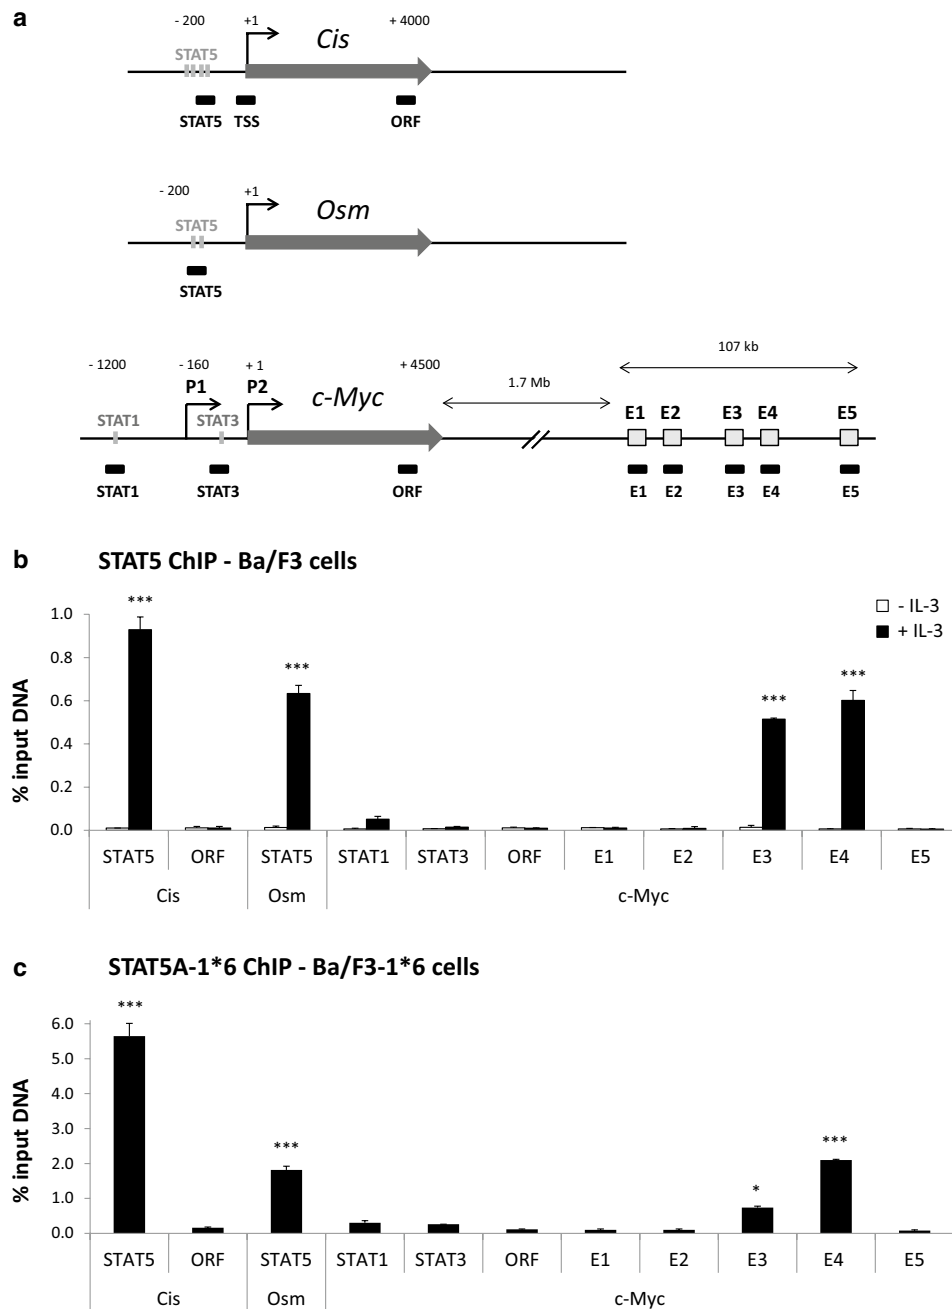 a
- 200 +1 + 4000
STAT5 Cis
STAT5 TSS ORF
- 200 +1
STAT5 Osm
STAT5
- 1200 - 160 + 1 + 4500 107 kb
P1 P2 1.7 Mb
STAT1 STAT3 c-Myc E1 E2 E3 E4 E5
STAT1 STAT3 ORF E1 E2 E3 E4 E5
b STAT5 ChIP - Ba/F3 cells
- IL-3
+ IL-3
*** *** *** ***
% input DNA
1.0
0.8
0.6
0.4
0.2
0.0
STAT5 ORF STAT5 STAT1 STAT3 ORF E1 E2 E3 E4 E5
Cis Osm c-Myc
c STAT5A-1*6 ChIP - Ba/F3-1*6 cells
*** *** * ***
% input DNA
6.0
5.0
4.0
3.0
2.0
1.0
0.0
STAT5 ORF STAT5 STAT1 STAT3 ORF E1 E2 E3 E4 E5
Cis Osm c-Myc